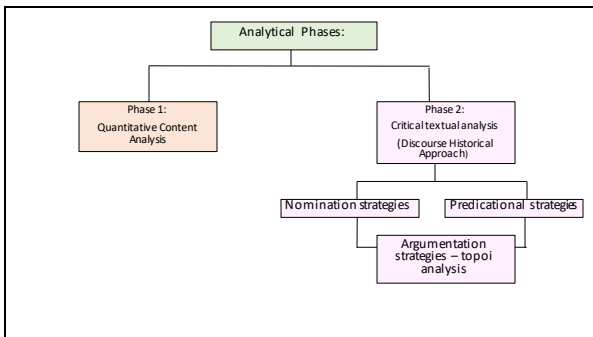 Analytical Phases:
Phase 1:
Quantitative Content
Analysis
Phase 2:
Critical textual analysis
(Discourse Historical
Approach)
Nomination strategies
Predicational strategies
Argumentation
strategies – topoi
analysis